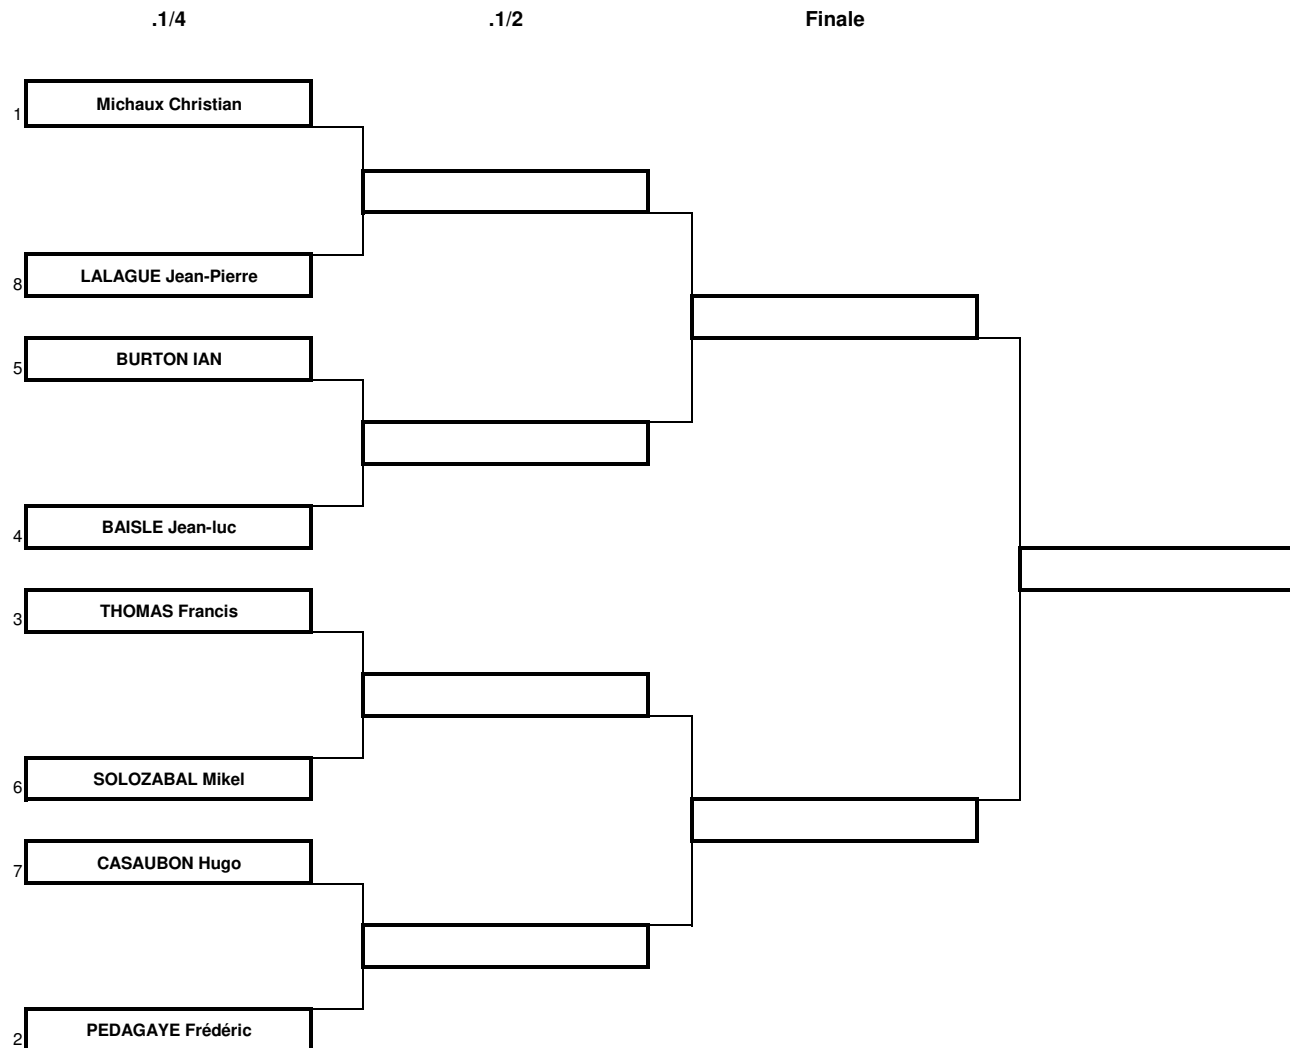 .1/4 .1/2 Finale
Michaux Christian
1
LALAGUE Jean-Pierre
8
BURTON IAN
5
BAISLE Jean-luc
4
THOMAS Francis
3
SOLOZABAL Mikel
6
CASAUBON Hugo
7
PEDAGAYE Frédéric
2